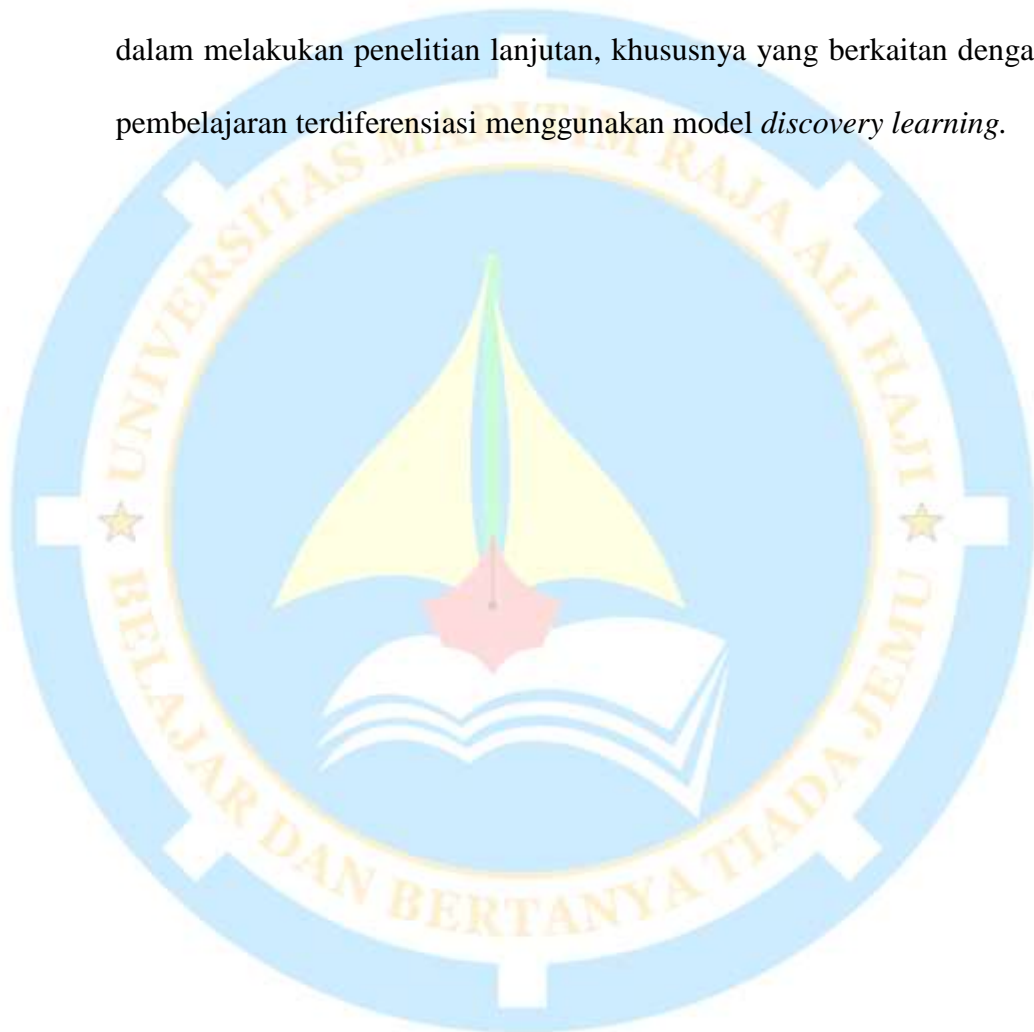 dalam melakukan penelitian lanjutan, khususnya yang berkaitan denga
pembelajaran terdiferensiasi menggunakan model discovery learning.
UNIVERSITAS MARITIM RAJA ALI HAJI
BELAJAR DAN BERTANYA TIADA JEMU